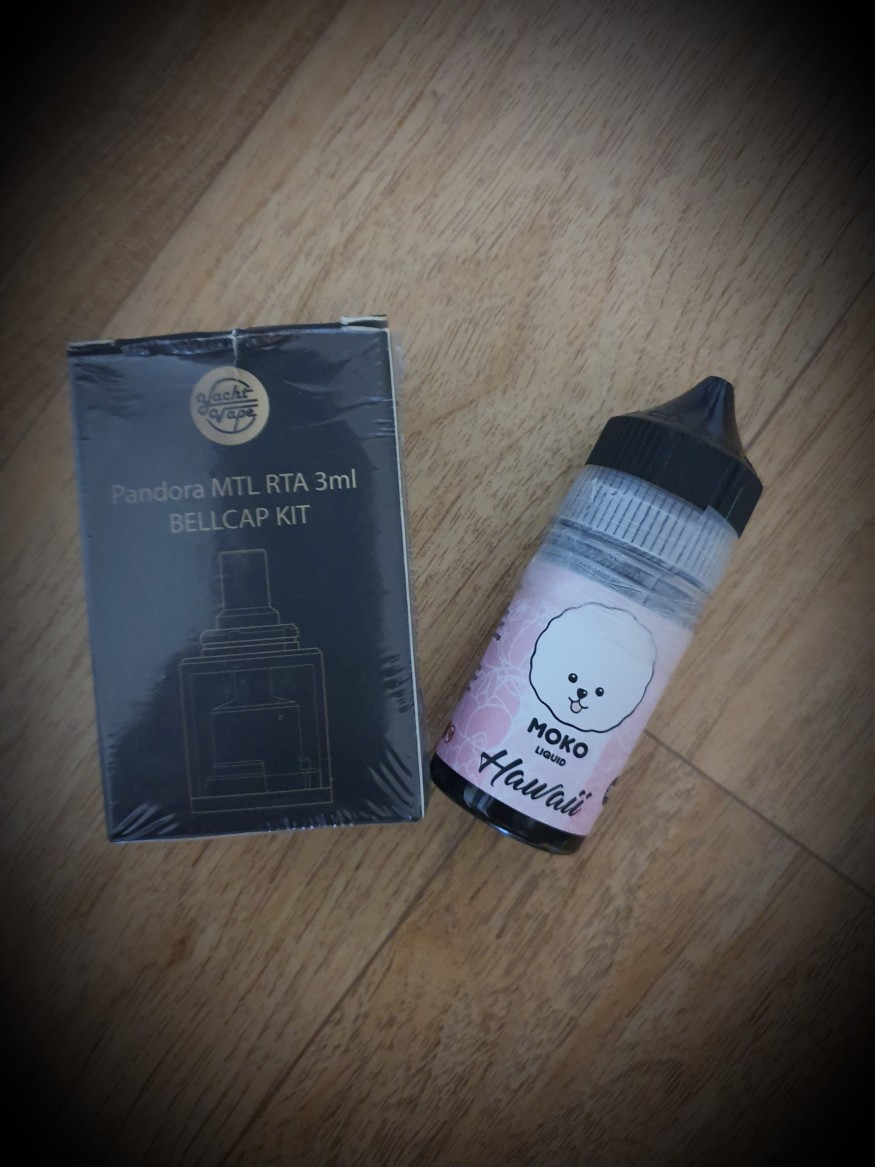 Yacht
Vape
Pandora MTL RTA 3ml
BELLCAP KIT
MOKO
LIQUID
Hawaii